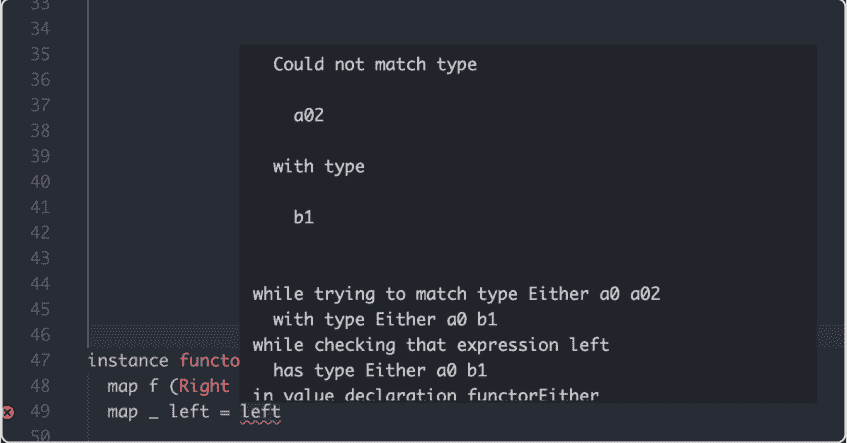 33
34
35
36
37
38
39
40
41
42
43
44
45
46
47
48
49
50
Could not match type
a02
with type
b1
while trying to match type Either a0 a02
with type Either a0 b1
while checking that expression left
has type Either a0 b1
in value declaration functorEither
instance functo
map f (Right
map _ left = left